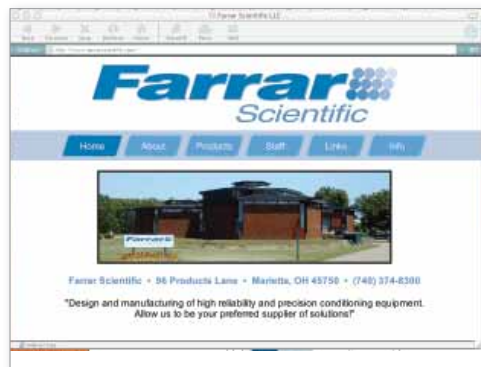 Farrar Scientific LLC
Farrar
Scientific
Home About Products Staff Links Info
Farrar
Farrar Scientific • 96 Products Lane • Marietta, OH 45750 • (740) 374-8300
"Design and manufacturing of high reliability and precision conditioning equipment.
Allow us to be your preferred supplier of solutions!"